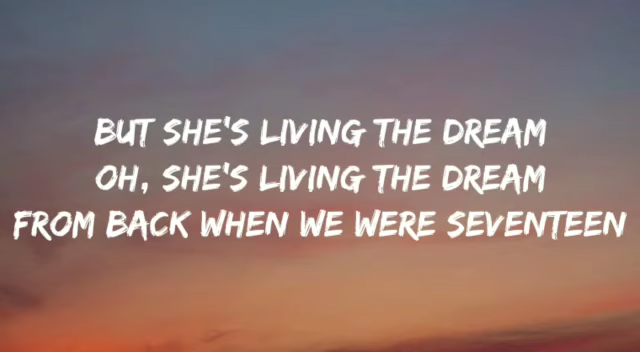 BUT SHE'S LIVING THE DREAM
OH, SHE'S LIVING THE DREAM
FROM BACK WHEN WE WERE SEVENTEEN